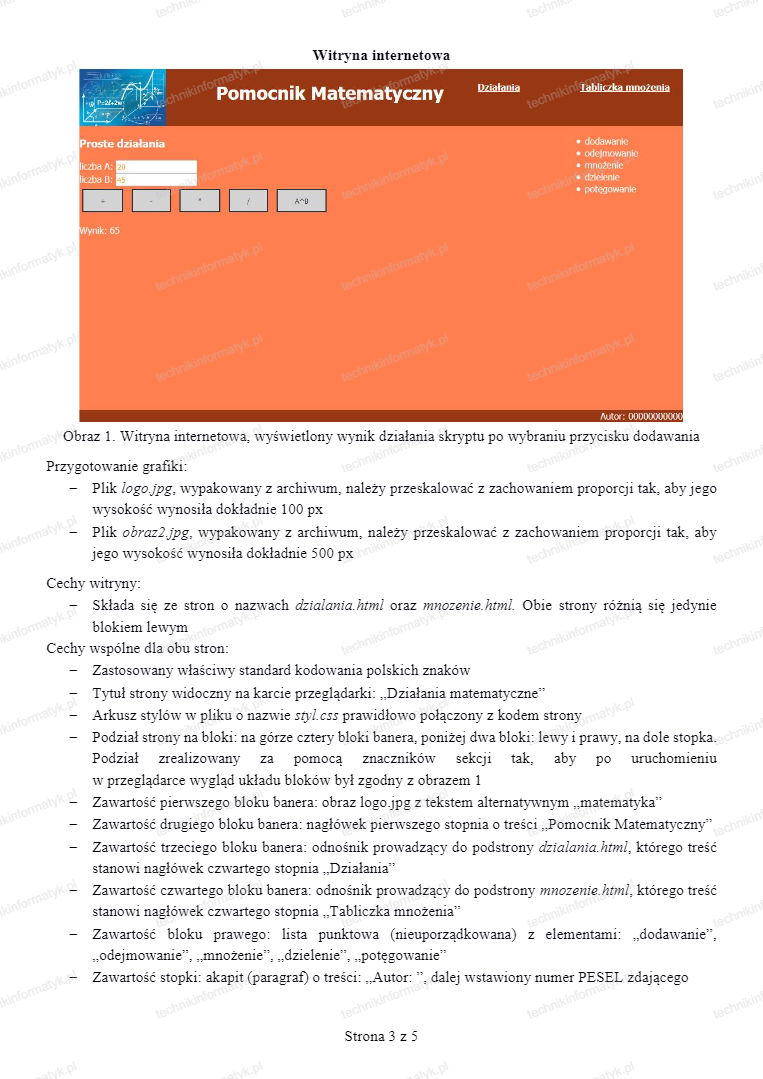 Witryna internetowa
P=2ℓ+2w
Pomocnik Matematyczny
Działania
Tabliczka mnożenia
Proste działania
liczba A: 20
liczba B: 45
+ - * / A^B
Wynik: 65
• dodawanie
• odejmowanie
• mnożenie
• dzielenie
• potęgowanie
Autor: 00000000000
Obraz 1. Witryna internetowa, wyświetlony wynik działania skryptu po wybraniu przycisku dodawania
Przygotowanie grafiki:
− Plik logo.jpg, wypakowany z archiwum, należy przeskalować z zachowaniem proporcji tak, aby jego
wysokość wynosiła dokładnie 100 px
− Plik obraz2.jpg, wypakowany z archiwum, należy przeskalować z zachowaniem proporcji tak, aby
jego wysokość wynosiła dokładnie 500 px
Cechy witryny:
− Składa się ze stron o nazwach dzialania.html oraz mnozenie.html. Obie strony różnią się jedynie
blokiem lewym
Cechy wspólne dla obu stron:
− Zastosowany właściwy standard kodowania polskich znaków
− Tytuł strony widoczny na karcie przeglądarki: „Działania matematyczne”
− Arkusz stylów w pliku o nazwie styl.css prawidłowo połączony z kodem strony
− Podział strony na bloki: na górze cztery bloki banera, poniżej dwa bloki: lewy i prawy, na dole stopka.
Podział zrealizowany za pomocą znaczników sekcji tak, aby po uruchomieniu
w przeglądarce wygląd układu bloków był zgodny z obrazem 1
− Zawartość pierwszego bloku banera: obraz logo.jpg z tekstem alternatywnym „matematyka”
− Zawartość drugiego bloku banera: nagłówek pierwszego stopnia o treści „Pomocnik Matematyczny”
− Zawartość trzeciego bloku banera: odnośnik prowadzący do podstrony dzialania.html, którego treść
stanowi nagłówek czwartego stopnia „Działania”
− Zawartość czwartego bloku banera: odnośnik prowadzący do podstrony mnozenie.html, którego treść
stanowi nagłówek czwartego stopnia „Tabliczka mnożenia”
− Zawartość bloku prawego: lista punktowa (nieuporządkowana) z elementami: „dodawanie”,
„odejmowanie”, „mnożenie”, „dzielenie”, „potęgowanie”
− Zawartość stopki: akapit (paragraf) o treści: „Autor: ”, dalej wstawiony numer PESEL zdającego
Strona 3 z 5
technikinformatyk.pl